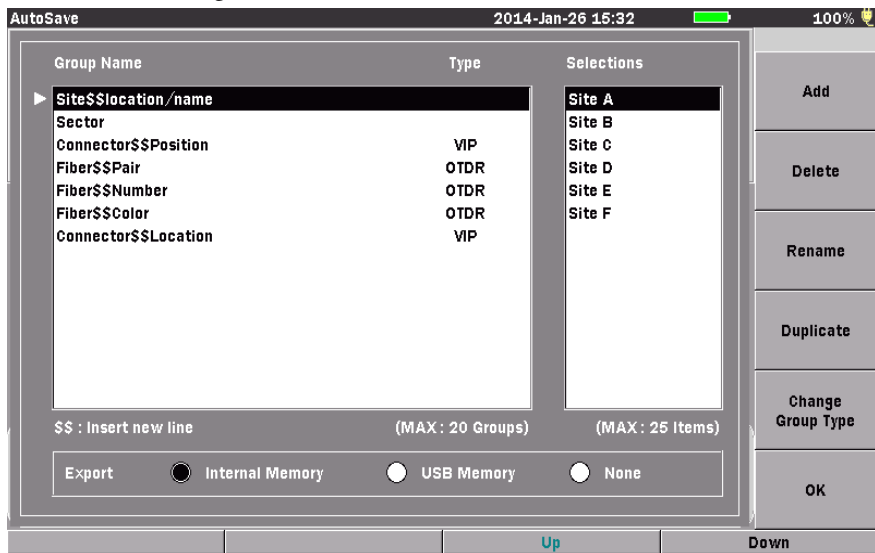 AutoSave 2014-Jan-26 15:32 100%
Group Name Type Selections
Site$$location/name Site A
Sector Site B
Connector$$Position VIP Site C
Fiber$$Pair OTDR Site D
Fiber$$Number OTDR Site E
Fiber$$Color OTDR Site F
Connector$$Location VIP
$$ : Insert new line (MAX : 20 Groups) (MAX : 25 Items)
Export Internal Memory USB Memory None
Add
Delete
Rename
Duplicate
Change
Group Type
OK
Up Down